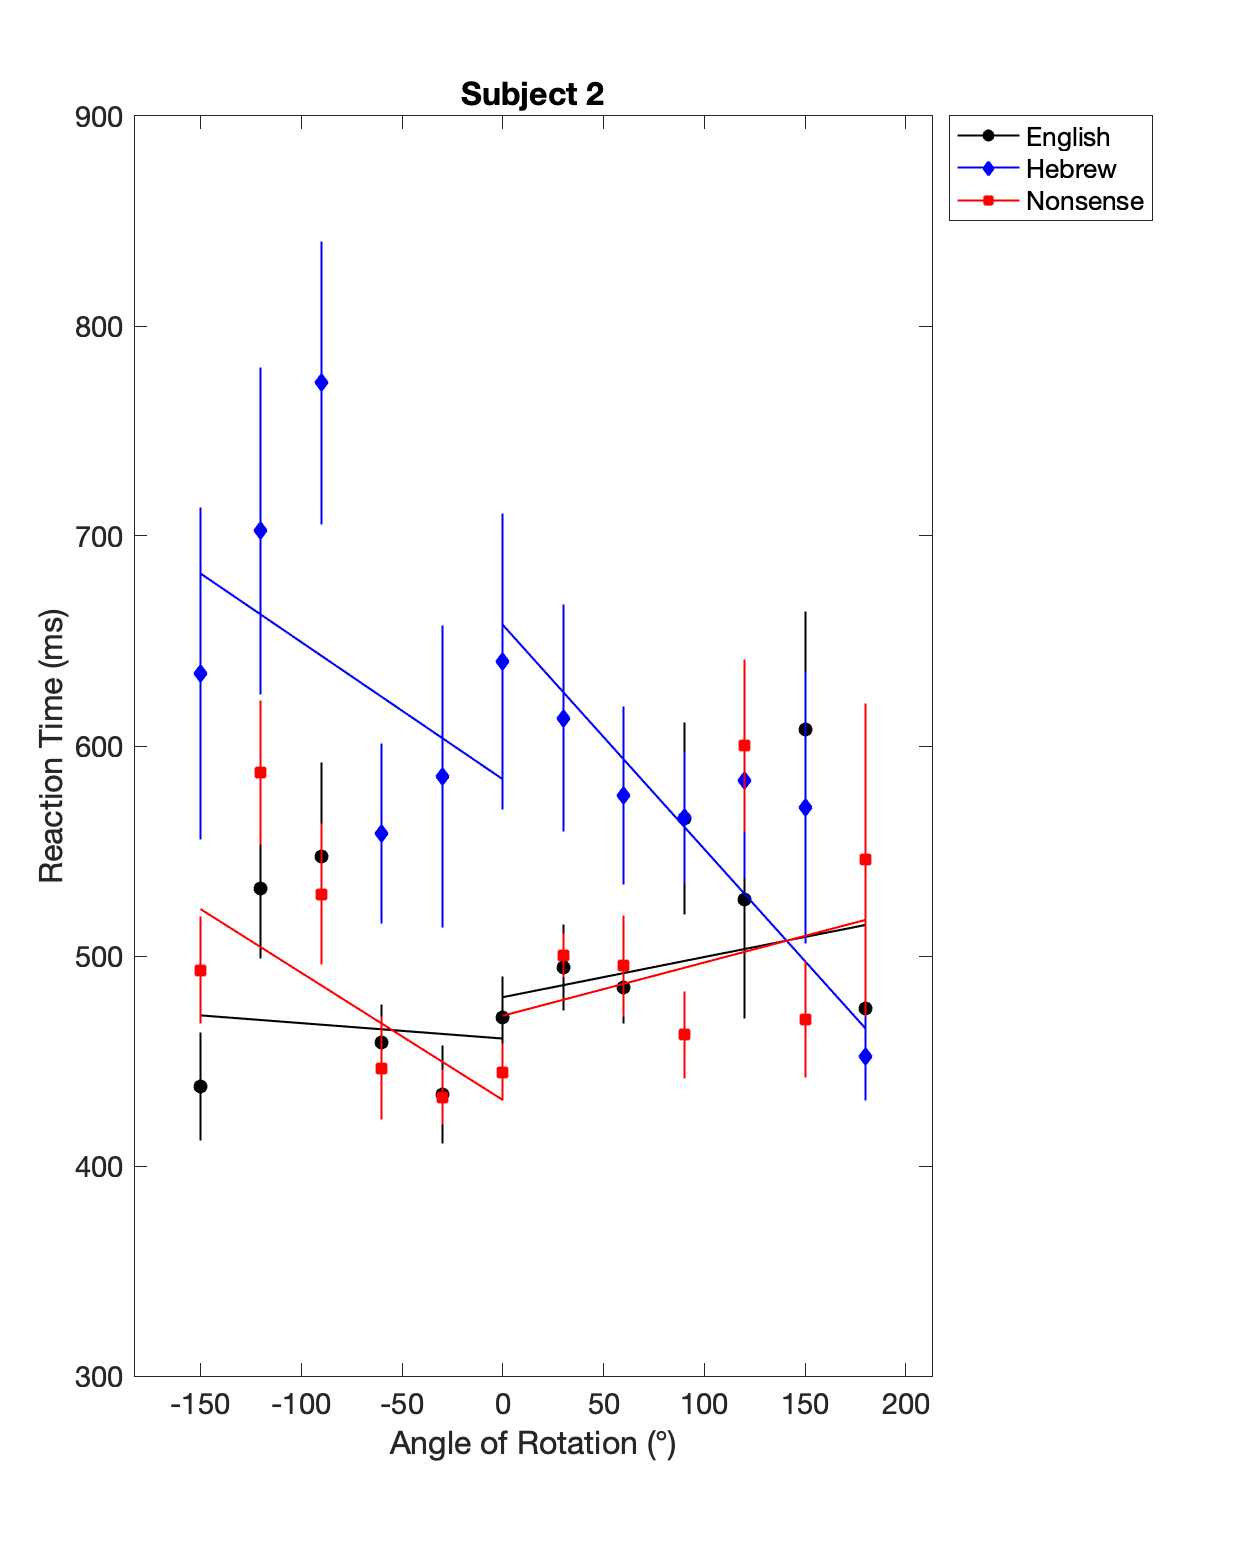 Subject 2
900
800
700
600
500
400
300
Reaction Time (ms)
-150 -100 -50 0 50 100 150 200
Angle of Rotation (°)
English
Hebrew
Nonsense